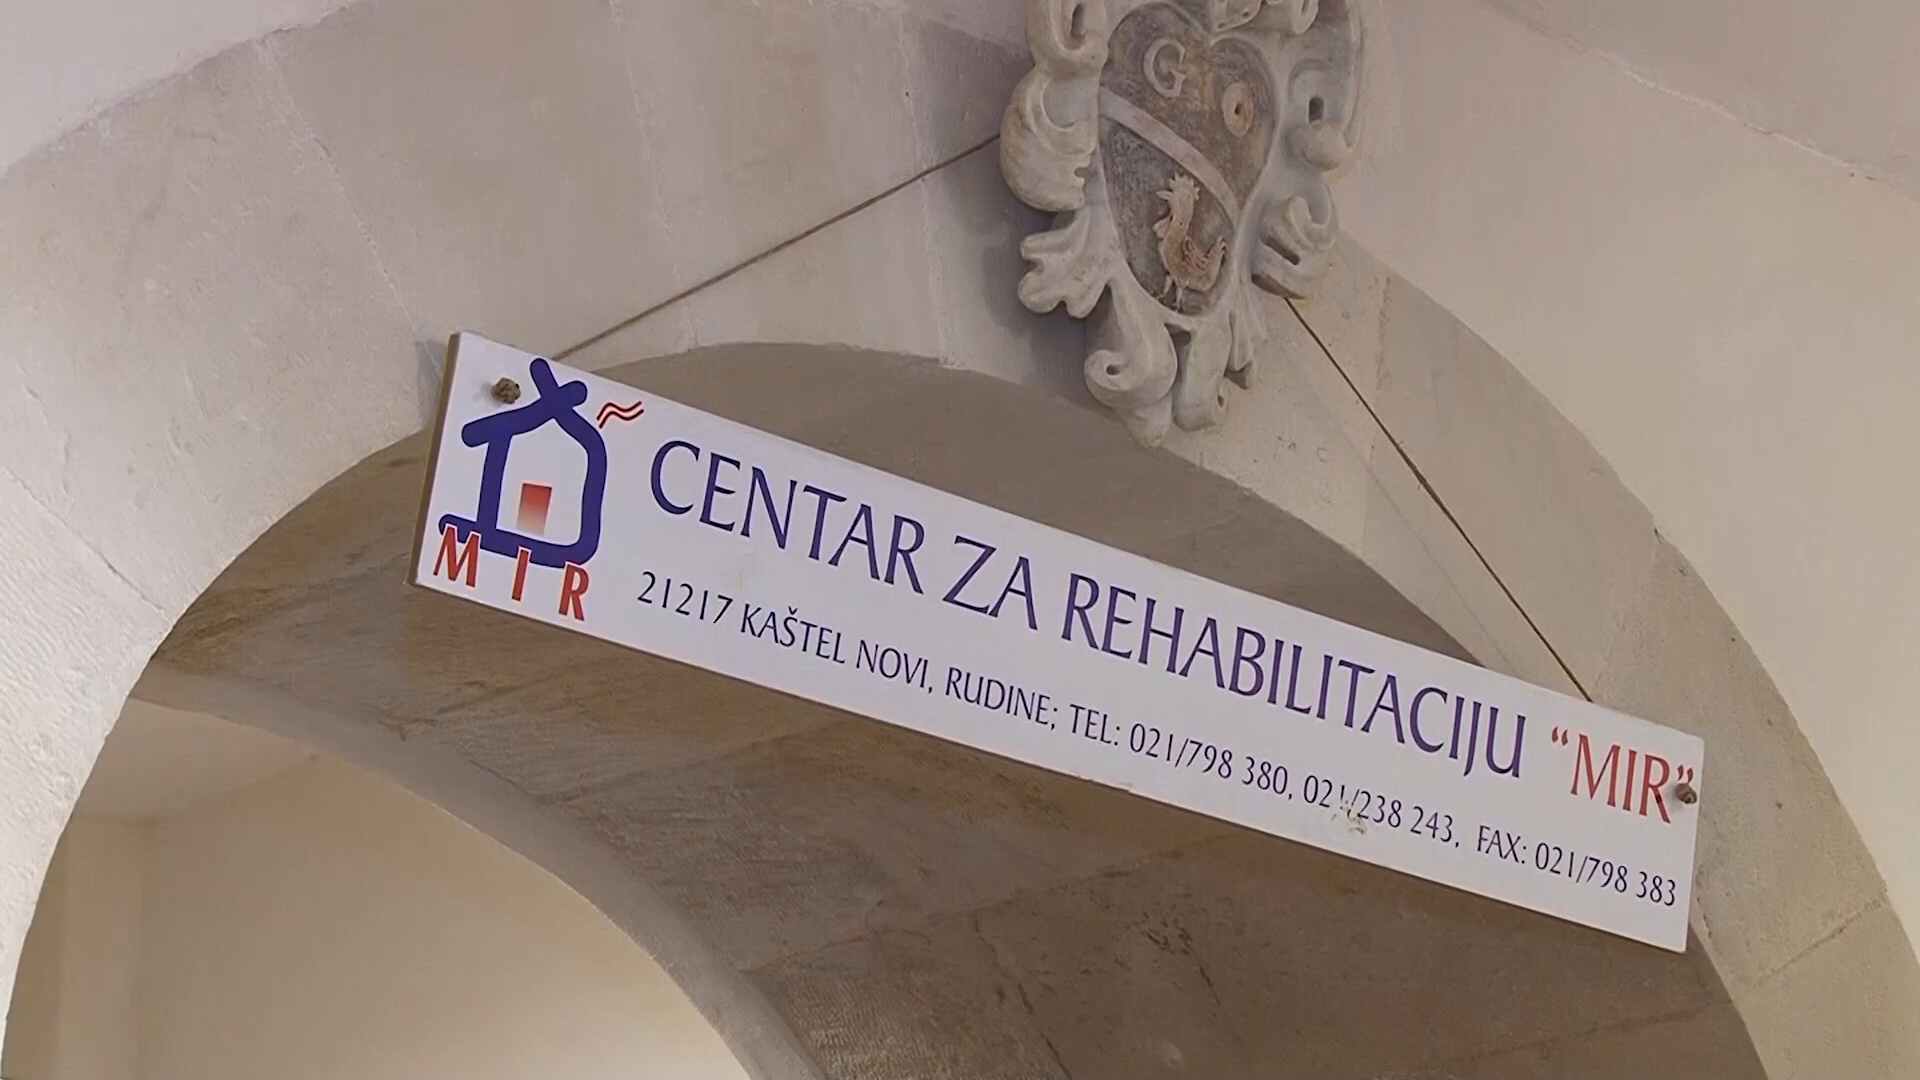 G O
MIR
CENTAR ZA REHABILITACIJU “MIR”
21217 KAŠTEL NOVI, RUDINE; TEL: 021/798 380, 021/238 243, FAX: 021/798 383